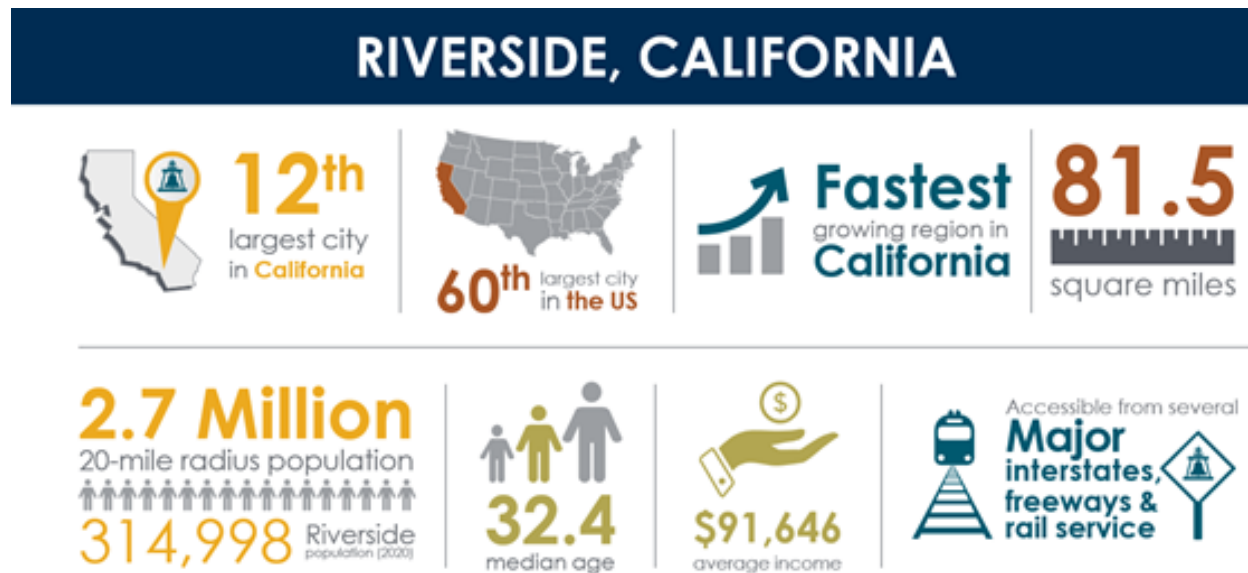 RIVERSIDE, CALIFORNIA
12th
largest city
in California
60th largest city
in the US
Fastest
growing region in
California
81.5
square miles
2.7 Million
20-mile radius population
314,998 Riverside
population (2020)
32.4
median age
$
$91,646
average income
Accessible from several
Major
interstates,
freeways &
rail service